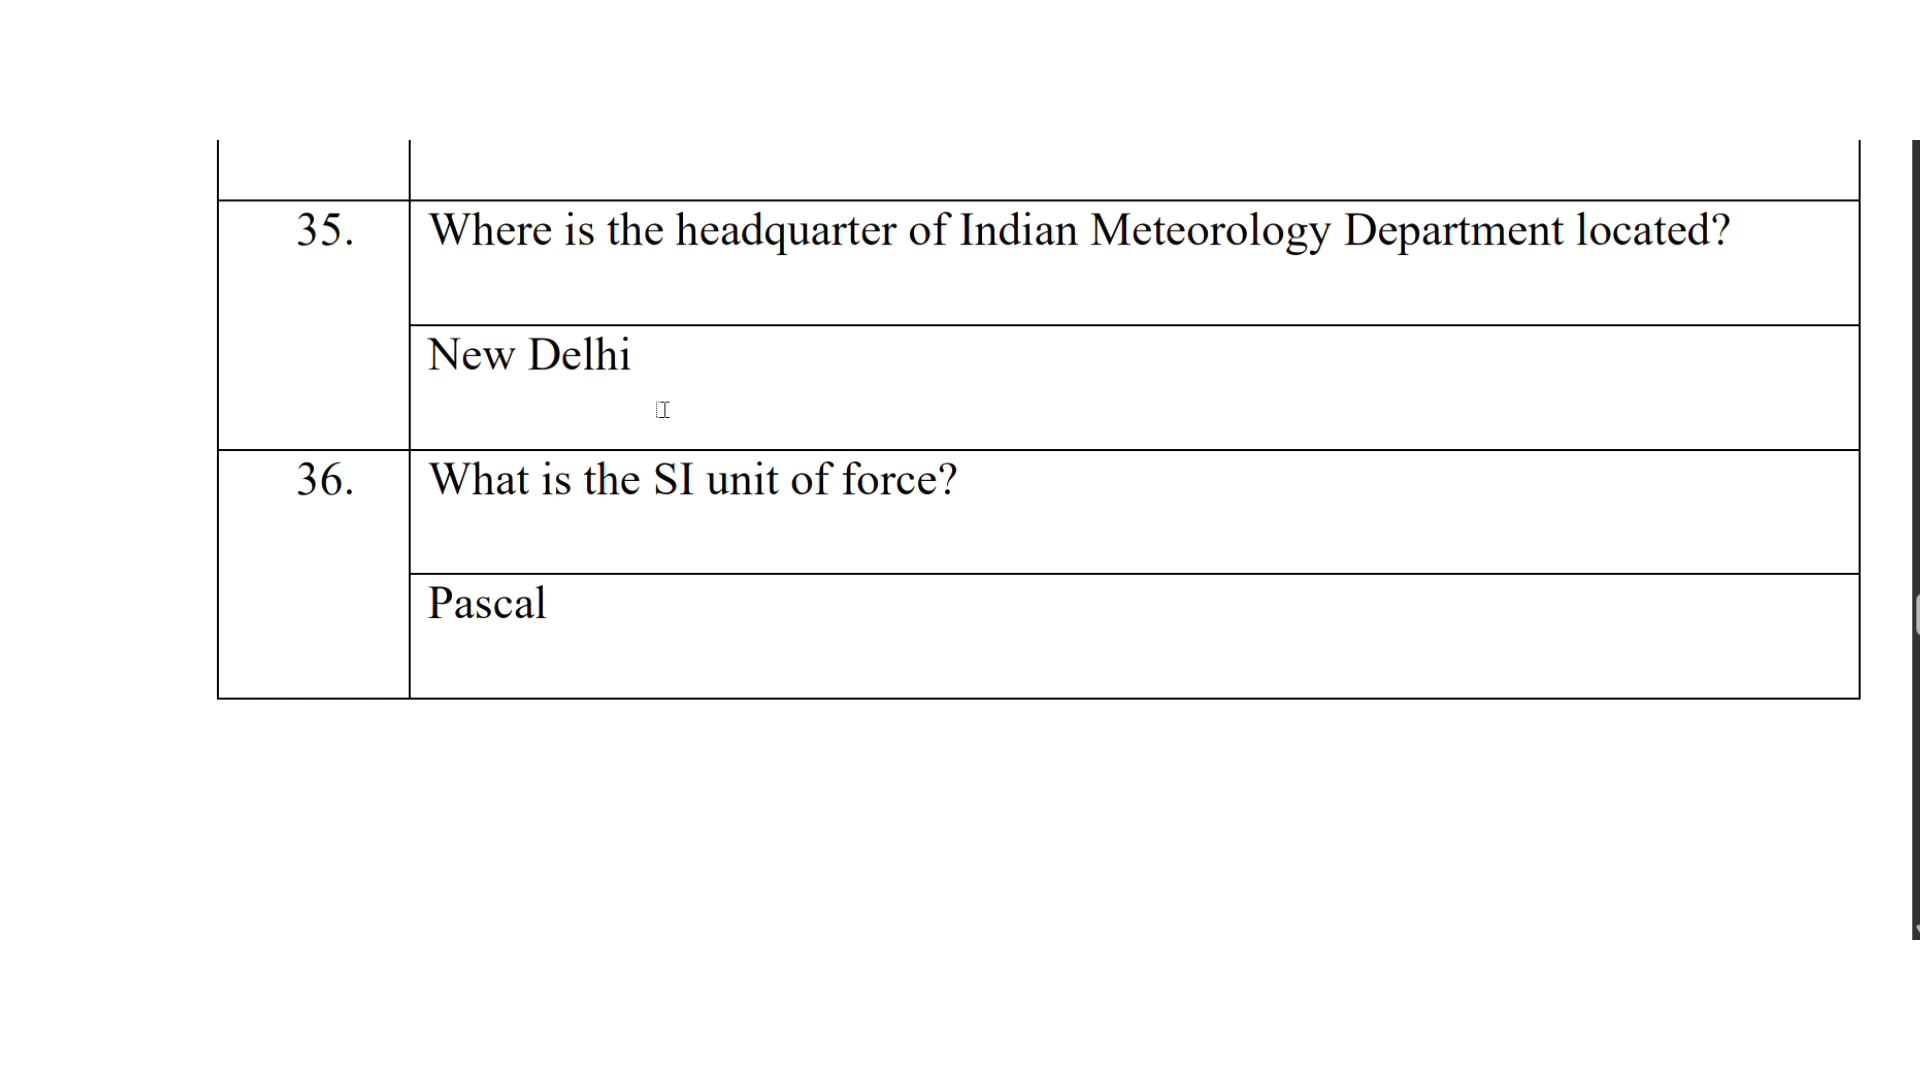 35.
Where is the headquarter of Indian Meteorology Department located?
New Delhi
36.
What is the SI unit of force?
Pascal